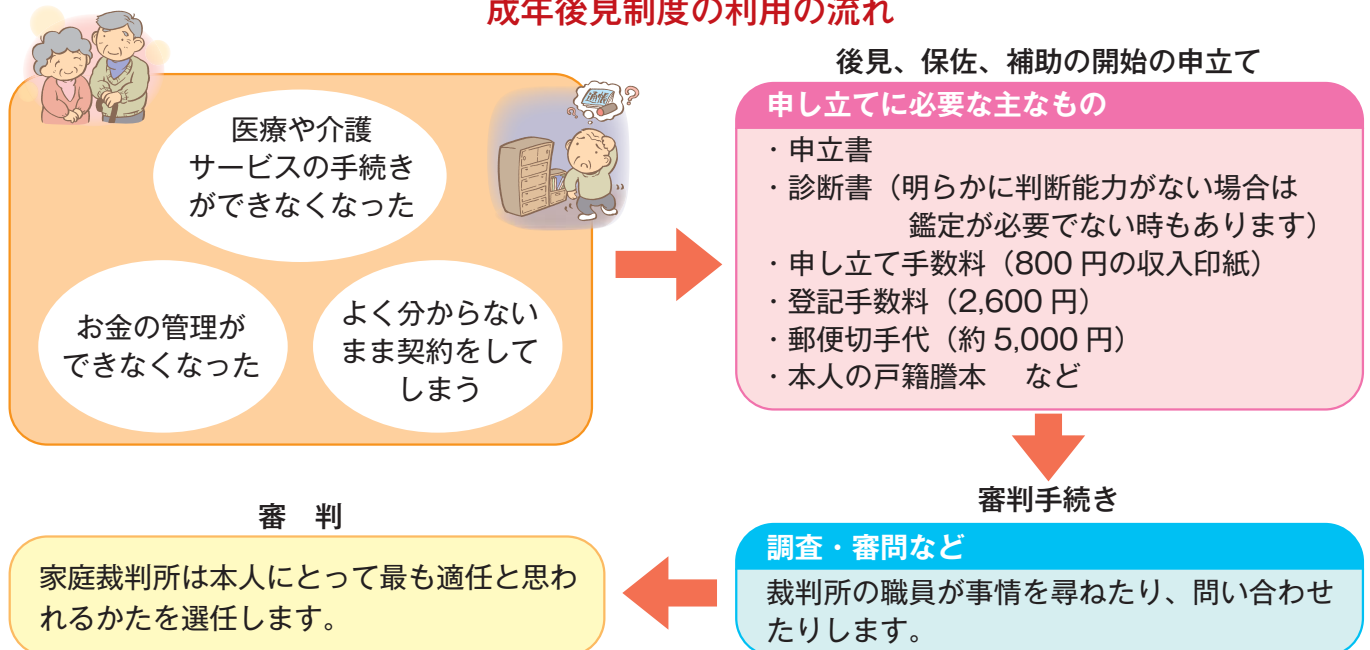 成年後見制度の利用の流れ
医療や介護
サービスの手続き
ができなくなった
通帳
?
?
お金の管理が
できなくなった
よく分からない
まま契約をして
しまう
後見、保佐、補助の開始の申立て
申し立てに必要な主なもの
・申立書
・診断書（明らかに判断能力がない場合は
鑑定が必要でない時もあります）
・申し立て手数料（800 円の収入印紙）
・登記手数料（2,600 円）
・郵便切手代（約 5,000 円）
・本人の戸籍謄本　など
審判手続き
調査・審問など
裁判所の職員が事情を尋ねたり、問い合わせ
たりします。
審　判
家庭裁判所は本人にとって最も適任と思わ
れるかたを選任します。